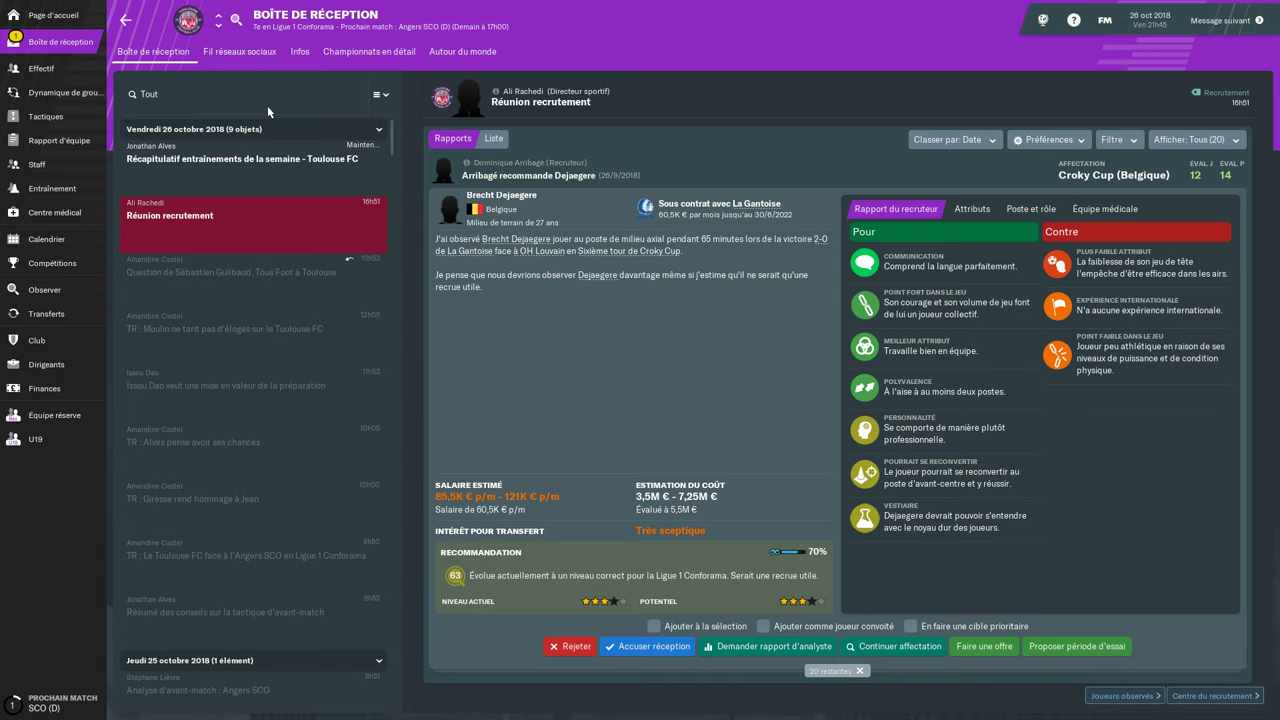 Page d'accueil
1
Boîte de réception
Effectif
Dynamique de grou...
Tactiques
Rapport d'équipe
Staff
Entraînement
Centre médical
Calendrier
Compétitions
Observer
Transferts
Club
Dirigeants
Finances
Équipe réserve
U19
1
PROCHAIN MATCH
SCO (D)
BOÎTE DE RÉCEPTION
7e en Ligue 1 Conforama - Prochain match : Angers SCO (D) (Demain à 17h00)
?
FM
26 oct 2018
Ven 21h45
Message suivant
Boîte de réception
Fil réseaux sociaux
Infos
Championnats en détail
Autour du monde
Tout
Vendredi 26 octobre 2018 (9 objets)
Jonathan Alves
Mainten...
Récapitulatif entraînements de la semaine - Toulouse FC
Ali Rachedi
16h51
Réunion recrutement
Amandine Castel
13h53
Question de Sébastien Guilbaud, Tous Foot à Toulouse
Amandine Castel
12h05
TR : Moulin ne tarit pas d'éloges sur le Toulouse FC
Issou Dao
11h53
Issou Dao veut une mise en valeur de la préparation
Amandine Castel
10h05
TR : Alves pense avoir ses chances
Amandine Castel
10h00
TR : Giresse rend hommage à Jean
Amandine Castel
9h50
TR : Le Toulouse FC face à l'Angers SCO en Ligue 1 Conforama
Jonathan Alves
8h55
Résumé des conseils sur la tactique d'avant-match
Jeudi 25 octobre 2018 (1 élément)
Stéphane Lièvre
8h51
Analyse d'avant-match : Angers SCO
Ali Rachedi (Directeur sportif)
Réunion recrutement
Recrutement
16h51
Rapports
Liste
Classer par: Date
Préférences
Filtre
Afficher: Tous (20)
Dominique Arribagé (Recruteur)
Arribagé recommande Dejaegere (26/9/2018)
AFFECTATION
Croky Cup (Belgique)
ÉVAL J
12
ÉVAL P
14
Brecht Dejaegere
Belgique
Milieu de terrain de 27 ans
Sous contrat avec La Gantoise
60,5K € par mois jusqu'au 30/6/2022
J'ai observé Brecht Dejaegere jouer au poste de milieu axial pendant 65 minutes lors de la victoire 2-0
de La Gantoise face à OH Louvain en Sixième tour de Croky Cup.
Je pense que nous devrions observer Dejaegere davantage même si j'estime qu'il ne serait qu'une
recrue utile.
SALAIRE ESTIMÉ
85,5K € p/m - 121K € p/m
Salaire de 60,5K € p/m
ESTIMATION DU COÛT
3,5M € - 7,25M €
Évalué à 5,5M €
INTÉRÊT POUR TRANSFERT
Très sceptique
RECOMMANDATION
70%
63
Évolue actuellement à un niveau correct pour la Ligue 1 Conforama. Serait une recrue utile.
NIVEAU ACTUEL
POTENTIEL
Rapport du recruteur
Attributs
Poste et rôle
Équipe médicale
Pour
COMMUNICATION
Comprend la langue parfaitement.
POINT FORT DANS LE JEU
Son courage et son volume de jeu font
de lui un joueur collectif.
MEILLEUR ATTRIBUT
Travaille bien en équipe.
POLYVALENCE
À l'aise à au moins deux postes.
PERSONNALITÉ
Se comporte de manière plutôt
professionnelle.
POURRAIT SE RECONVERTIR
Le joueur pourrait se reconvertir au
poste d'avant-centre et y réussir.
VESTIAIRE
Dejaegere devrait pouvoir s'entendre
avec le noyau dur des joueurs.
Contre
PLUS FAIBLE ATTRIBUT
La faiblesse de son jeu de tête
l'empêche d'être efficace dans les airs.
EXPÉRIENCE INTERNATIONALE
N'a aucune expérience internationale.
POINT FAIBLE DANS LE JEU
Joueur peu athlétique en raison de ses
niveaux de puissance et de condition
physique.
Ajouter à la sélection
Ajouter comme joueur convoité
En faire une cible prioritaire
Rejeter
Accuser réception
Demander rapport d'analyste
Continuer affectation
Faire une offre
Proposer période d'essai
20 restantes
Joueurs observés
Centre du recrutement